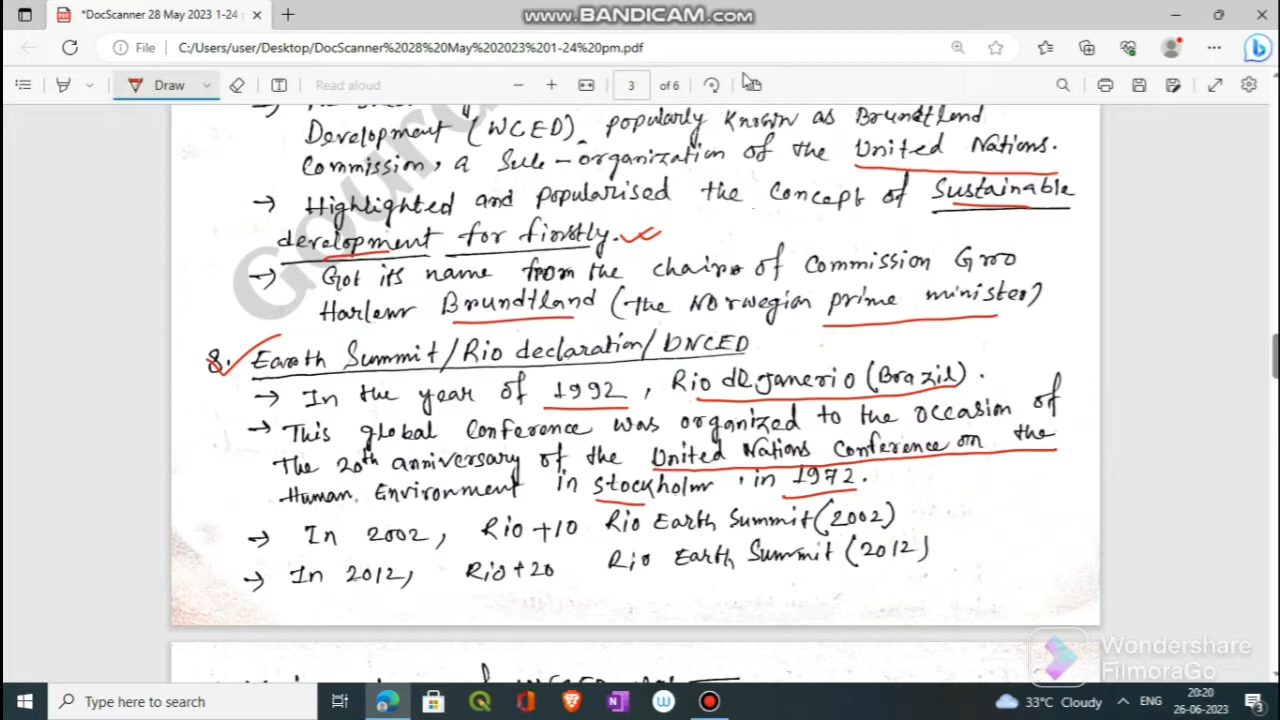 *DocScanner 28 May 2023 1-24
www.BANDICAM.com
File C:/Users/user/Desktop/DocScanner%2028%20May%202023%201-24%20pm.pdf
Draw Read aloud 3 of 6
Development (WCED) popularly known as Brundtland
Commission, a Sub-organization of the United Nations.
→ Highlighted and popularised the concept of Sustainable
development for firstly.
→ Got its name from the chair of Commission Groo
Harlem Brundtland (the Norwegian prime minister)
8. Earth Summit/Rio declaration/UNCED
→ In the year of 1992, Rio de Janerio (Brazil).
→ This global Conference was organized to the occasion of
The 20th anniversary of the United Nations Conference on the
Human Environment in Stockholm, in 1972.
→ In 2002, Rio+10 Rio Earth Summit (2002)
→ In 2012, Rio+20 Rio Earth Summit (2012)
Wondershare
FilmoraGo
Type here to search
33°C Cloudy ENG 20:20
26-06-2023 3